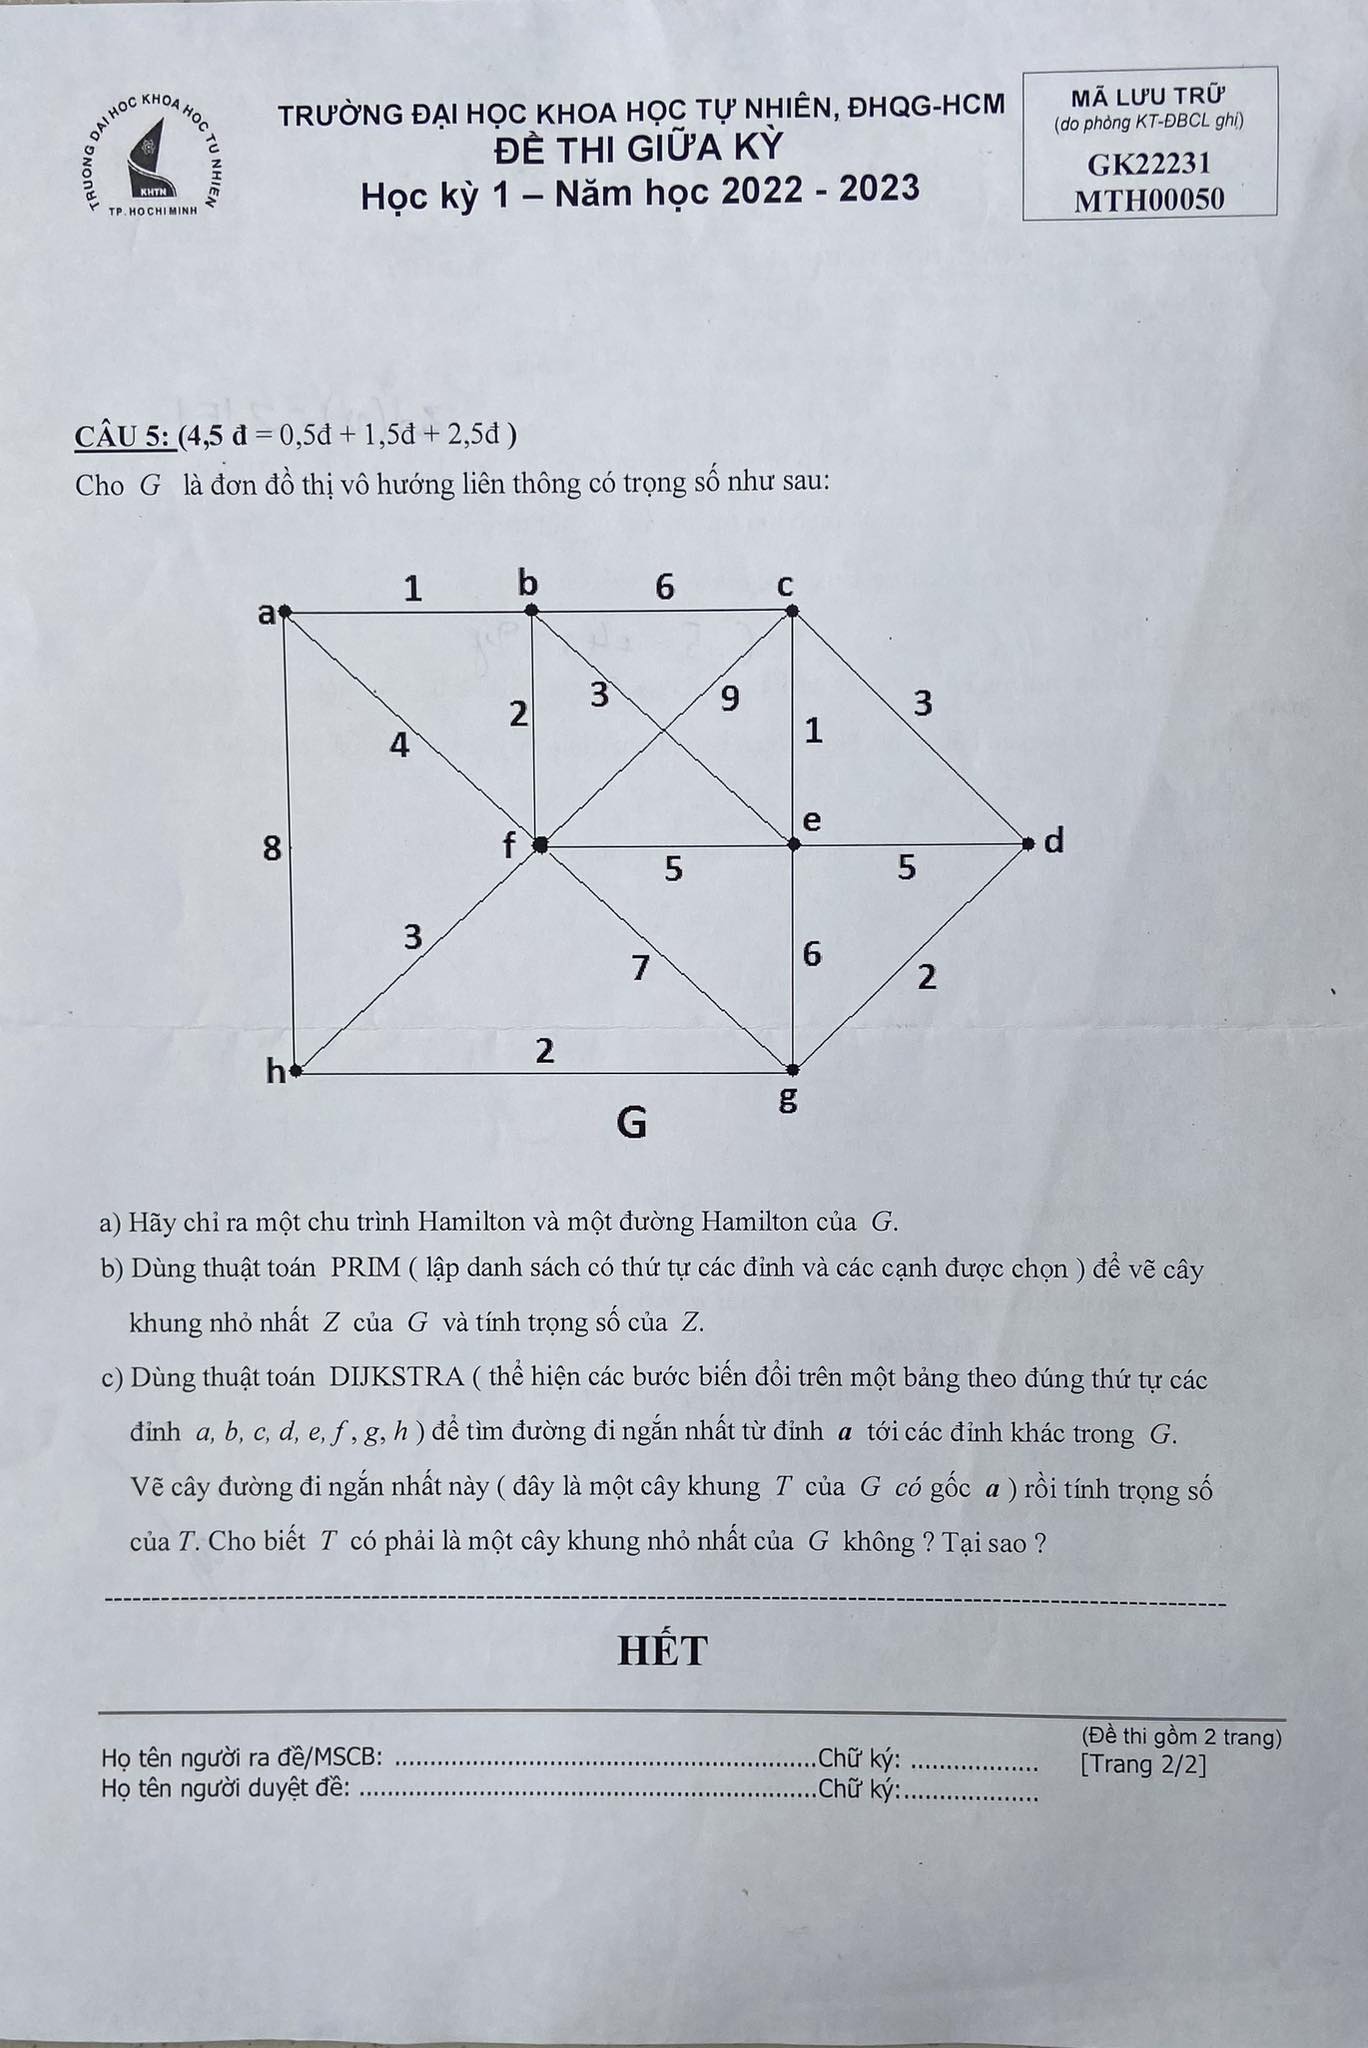 TRƯỜNG ĐẠI HỌC KHOA HỌC TỰ NHIÊN, ĐHQG-HCM
ĐỀ THI GIỮA KỲ
Học kỳ 1 – Năm học 2022 - 2023
TRUONG DAI HOC KHOA HOC TU NHIEN
KHTN
TP. HO CHI MINH
MÃ LƯU TRỮ
(do phòng KT-ĐBCL ghi)
GK22231
MTH00050
CÂU 5: (4,5 đ = 0,5đ + 1,5đ + 2,5đ )
Cho G là đơn đồ thị vô hướng liên thông có trọng số như sau:
1 b 6 c
a
2 3 9 3
4 1
e
8 f d
5 5
3 7 6 2
2
h
g
G
a) Hãy chỉ ra một chu trình Hamilton và một đường Hamilton của G.
b) Dùng thuật toán PRIM ( lập danh sách có thứ tự các đỉnh và các cạnh được chọn ) để vẽ cây
khung nhỏ nhất Z của G và tính trọng số của Z.
c) Dùng thuật toán DIJKSTRA ( thể hiện các bước biến đổi trên một bảng theo đúng thứ tự các
đỉnh a, b, c, d, e, f , g, h ) để tìm đường đi ngắn nhất từ đỉnh a tới các đỉnh khác trong G.
Vẽ cây đường đi ngắn nhất này ( đây là một cây khung T của G có gốc a ) rồi tính trọng số
của T. Cho biết T có phải là một cây khung nhỏ nhất của G không ? Tại sao ?
HẾT
(Đề thi gồm 2 trang)
Họ tên người ra đề/MSCB: ........................................Chữ ký: ..................
[Trang 2/2]
Họ tên người duyệt đề: ........................................Chữ ký:..................